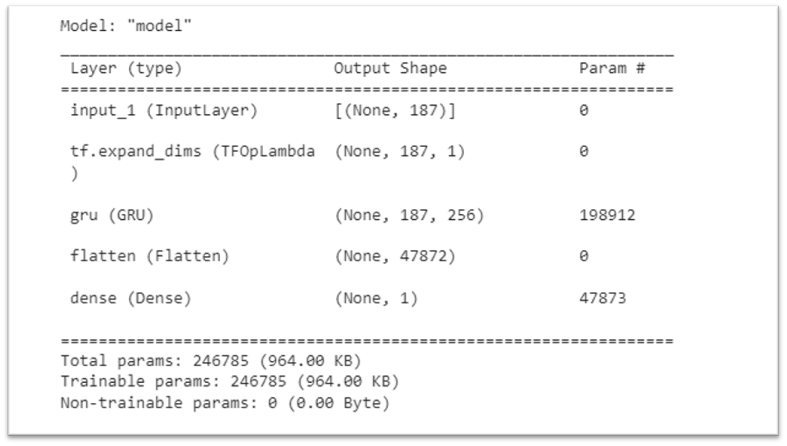 Model: "model"
_________________________________________________________________
Layer (type) Output Shape Param #
=================================================================
input_1 (InputLayer) [(None, 187)] 0
tf.expand_dims (TFOpLambda (None, 187, 1) 0
)
gru (GRU) (None, 187, 256) 198912
flatten (Flatten) (None, 47872) 0
dense (Dense) (None, 1) 47873
=================================================================
Total params: 246785 (964.00 KB)
Trainable params: 246785 (964.00 KB)
Non-trainable params: 0 (0.00 Byte)